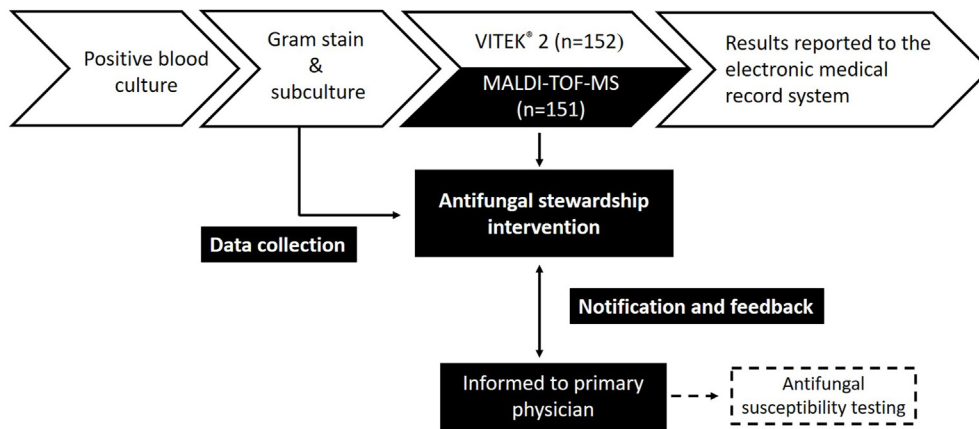 Positive blood
culture
Gram stain
&
subculture
VITEK® 2 (n=152)
MALDI-TOF-MS
(n=151)
Results reported to the
electronic medical
record system
Antifungal stewardship
intervention
Data collection
Notification and feedback
Informed to primary
physician
Antifungal
susceptibility testing